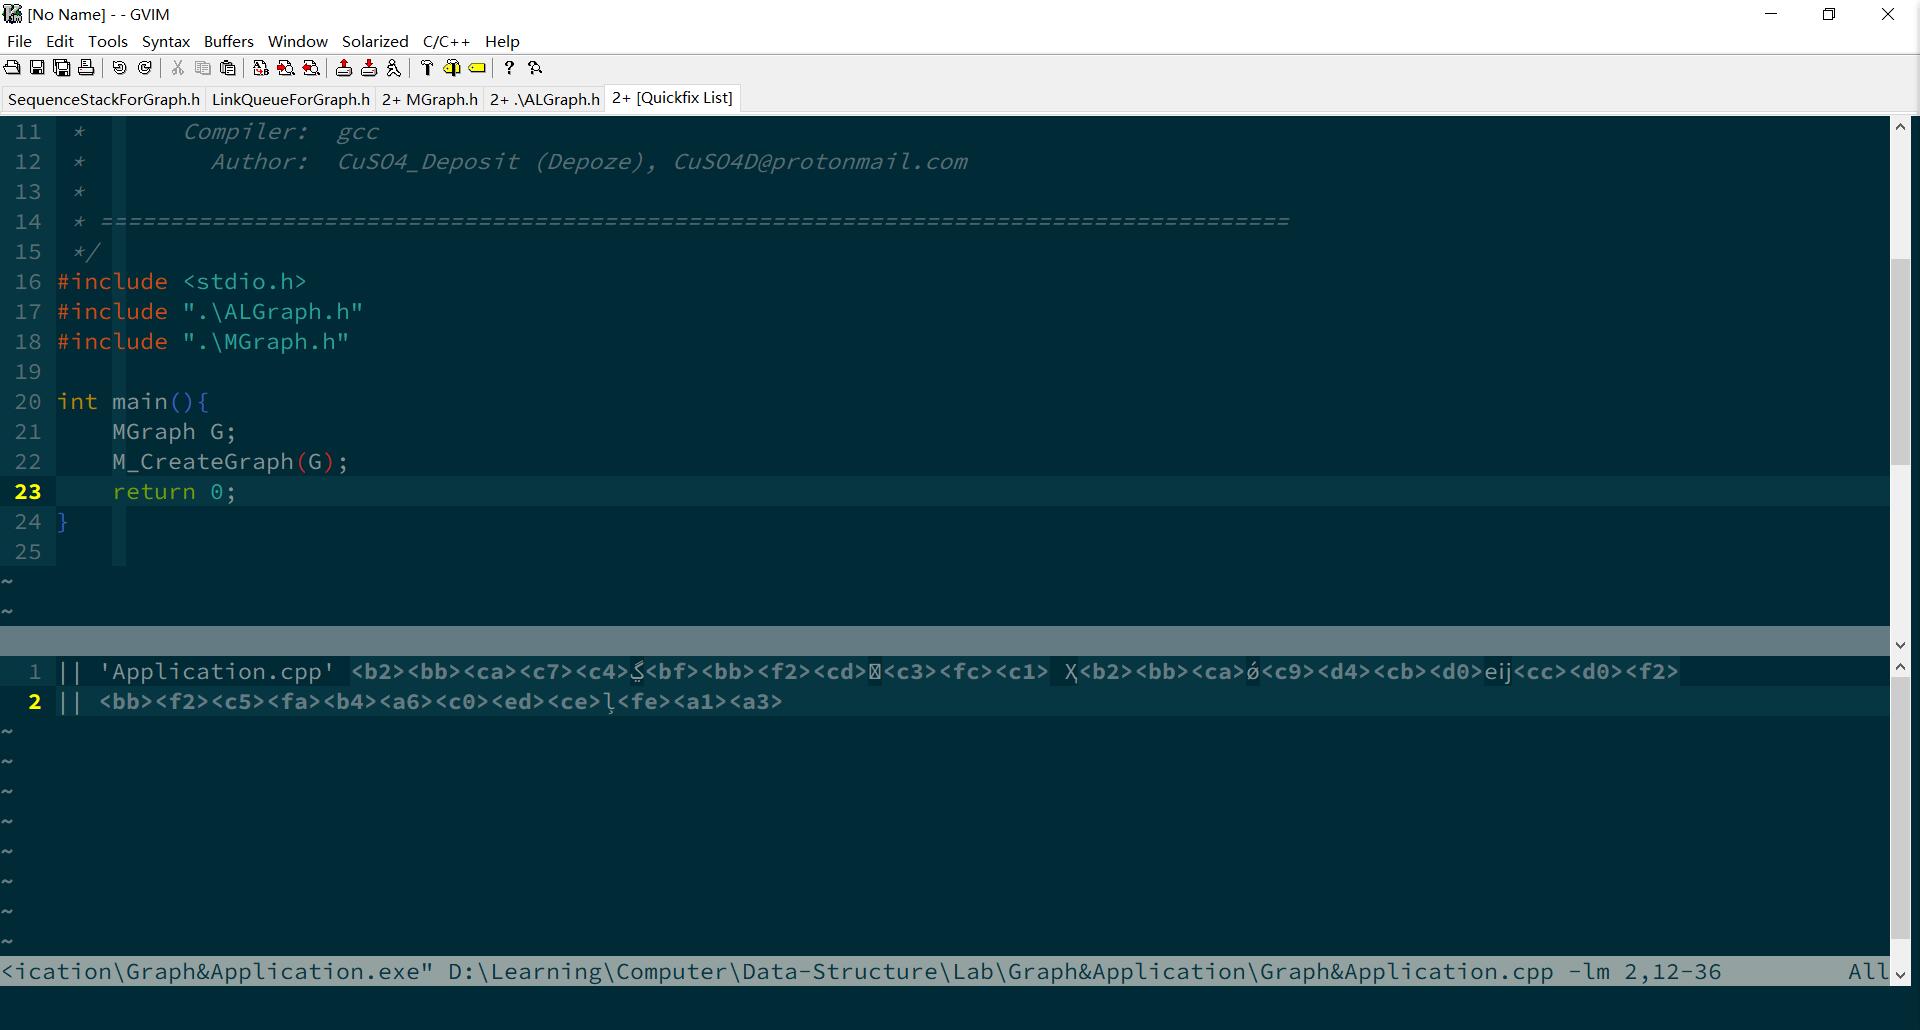 [No Name] - - GVIM
File Edit Tools Syntax Buffers Window Solarized C/C++ Help
SequenceStackForGraph.h LinkQueueForGraph.h 2+ MGraph.h 2+ .\ALGraph.h 2+ [Quickfix List]
11 * Compiler: gcc
12 * Author: CuSO4_Deposit (Depoze), CuSO4D@protonmail.com
13 *
14 * =====================================================================================
15 */
16 #include <stdio.h>
17 #include ".\ALGraph.h"
18 #include ".\MGraph.h"
19
20 int main(){
21 MGraph G;
22 M_CreateGraph(G);
23 return 0;
24 }
25
~
~
1 || 'Application.cpp' <b2><bb><ca><c7><c4><bf><bb><f2><cd><c3><fc><c1> Ҳ<b2><bb><ca>ǿ<c9><d4><cb><d0>eĳ<cc><d0><f2>
2 || <bb><f2><c5><fa><b4><a6><c0><ed><ce>ļ<fe><a1><a3>
~
~
~
~
~
~
~
~
<ication\Graph&Application.exe" D:\Learning\Computer\Data-Structure\Lab\Graph&Application\Graph&Application.cpp -lm 2,12-36 All